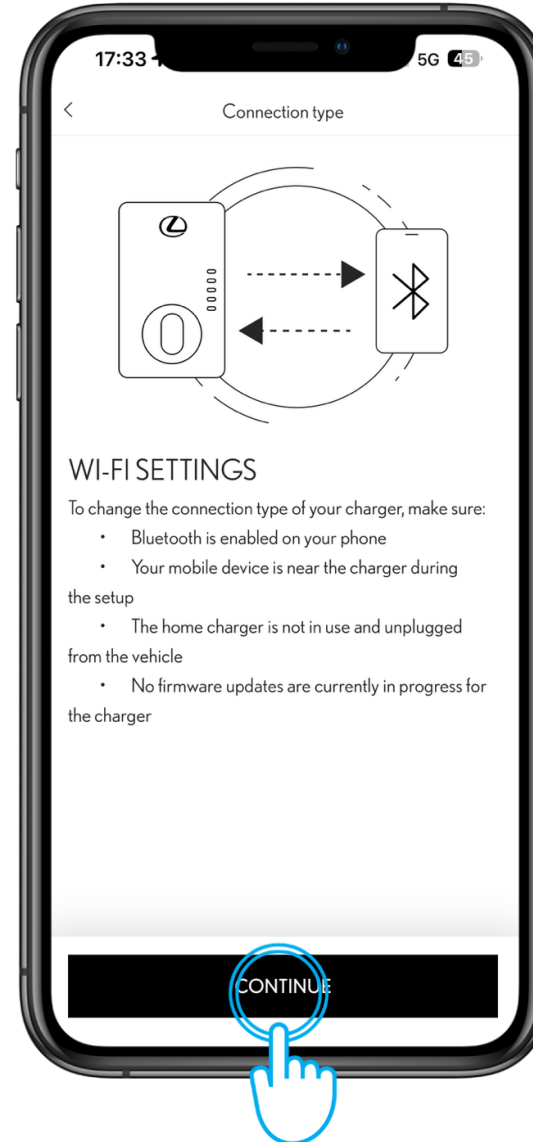 17:33
5G 45
Connection type
WI-FI SETTINGS
To change the connection type of your charger, make sure:
• Bluetooth is enabled on your phone
• Your mobile device is near the charger during
the setup
• The home charger is not in use and unplugged
from the vehicle
• No firmware updates are currently in progress for
the charger
CONTINUE